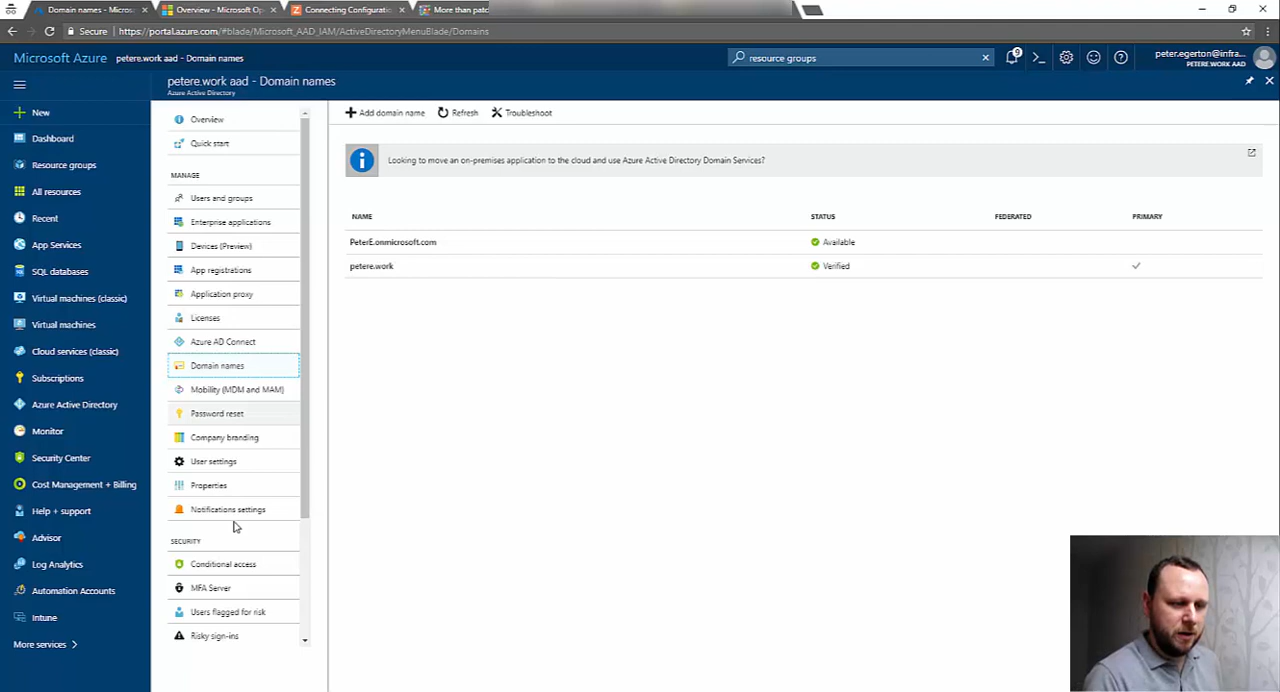 Domain names - Micros
Overview - Microsoft Op
Connecting Configuratio
More than patc
Secure
https://portal.azure.com/#blade/Microsoft_AAD_IAM/ActiveDirectoryMenuBlade/Domains
Microsoft Azure petere.work aad - Domain names
resource groups
9
peter.egerton@infra...
PETERE.WORK AAD
petere.work aad - Domain names
Azure Active Directory
New
Dashboard
Resource groups
All resources
Recent
App Services
SQL databases
Virtual machines (classic)
Virtual machines
Cloud services (classic)
Subscriptions
Azure Active Directory
Monitor
Security Center
Cost Management + Billing
Help + support
Advisor
Log Analytics
Automation Accounts
Intune
More services
Overview
Quick start
MANAGE
Users and groups
Enterprise applications
Devices (Preview)
App registrations
Application proxy
Licenses
Azure AD Connect
Domain names
Mobility (MDM and MAM)
Password reset
Company branding
User settings
Properties
Notifications settings
SECURITY
Conditional access
MFA Server
Users flagged for risk
Risky sign-ins
Add domain name Refresh Troubleshoot
Looking to move an on-premises application to the cloud and use Azure Active Directory Domain Services?
NAME STATUS FEDERATED PRIMARY
PeterE.onmicrosoft.com Available
petere.work Verified